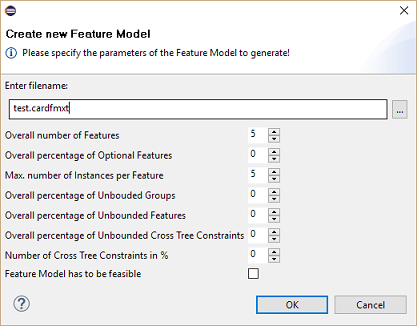 Create new Feature Model
Please specify the parameters of the Feature Model to generate!
Enter filename:
test.cardfmxt
...
Overall number of Features 5
Overall percentage of Optional Features 0
Max. number of Instances per Feature 5
Overall percentage of Unbouded Groups 0
Overall percentage of Unbounded Features 0
Overall percentage of Unbounded Cross Tree Constraints 0
Number of Cross Tree Constraints in % 0
Feature Model has to be feasible
? OK Cancel